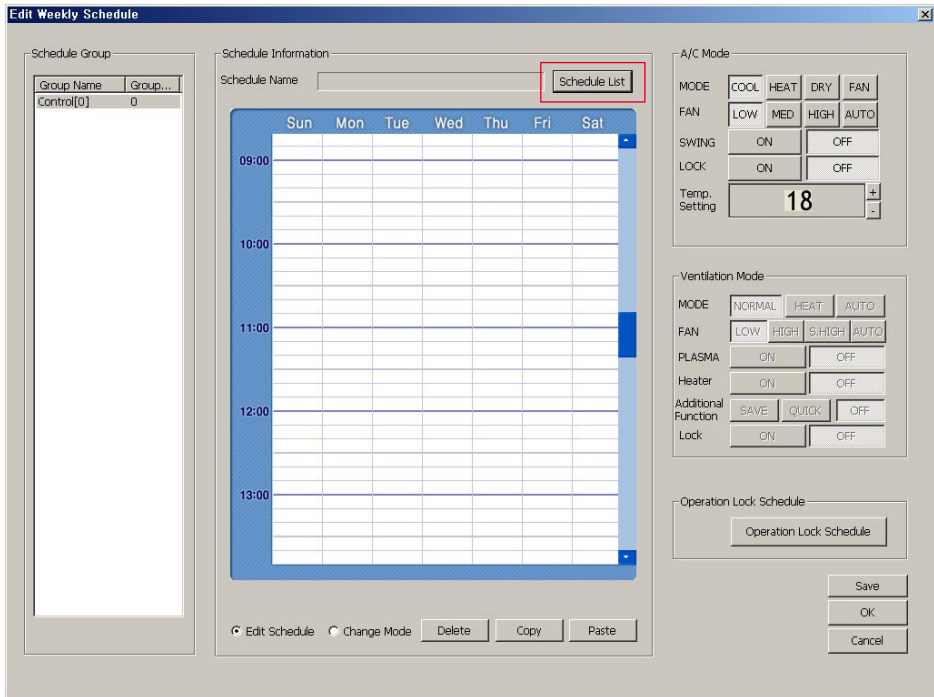 Edit Weekly Schedule
Schedule Group
Group Name Group...
Control[0] 0
Schedule Information
Schedule Name Schedule List
Sun Mon Tue Wed Thu Fri Sat
09:00
10:00
11:00
12:00
13:00
Edit Schedule Change Mode Delete Copy Paste
A/C Mode
MODE COOL HEAT DRY FAN
FAN LOW MED HIGH AUTO
SWING ON OFF
LOCK ON OFF
Temp.
Setting 18 + -
Ventilation Mode
MODE NORMAL HEAT AUTO
FAN LOW HIGH S.HIGH AUTO
PLASMA ON OFF
Heater ON OFF
Additional
Function SAVE QUICK OFF
Lock ON OFF
Operation Lock Schedule
Operation Lock Schedule
Save
OK
Cancel